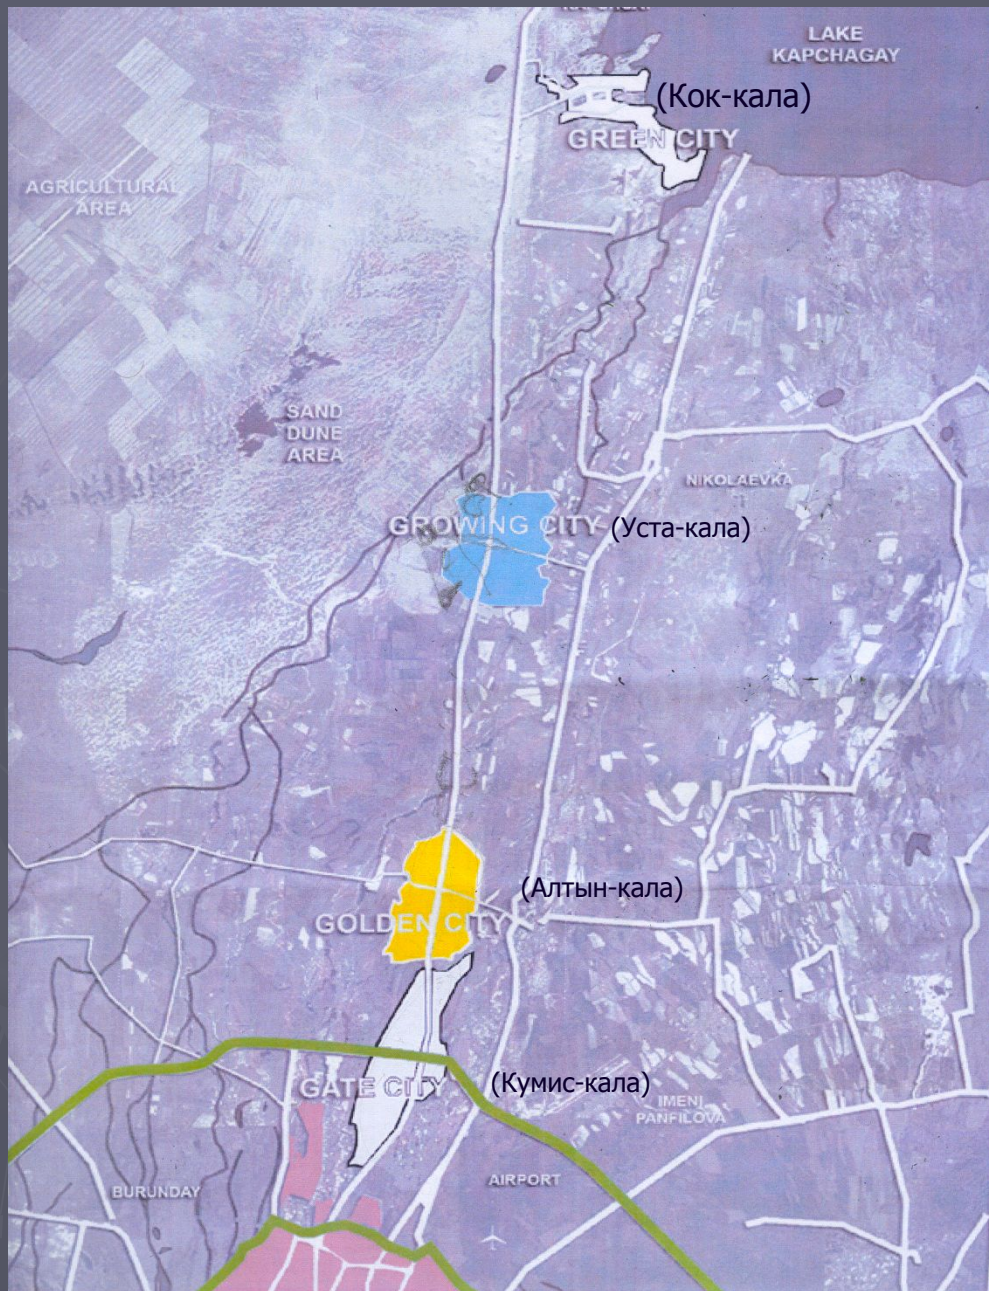 LAKE
KAPCHAGAY
(Кок-кала)
GREEN CITY
AGRICULTURAL
AREA
SAND
DUNE
AREA
NIKOLAEVKA
GROWING CITY (Уста-кала)
(Алтын-кала)
GOLDEN CITY
GATE CITY (Кумис-кала)
IMENI
PANFILOVA
AIRPORT
BURUNDAY